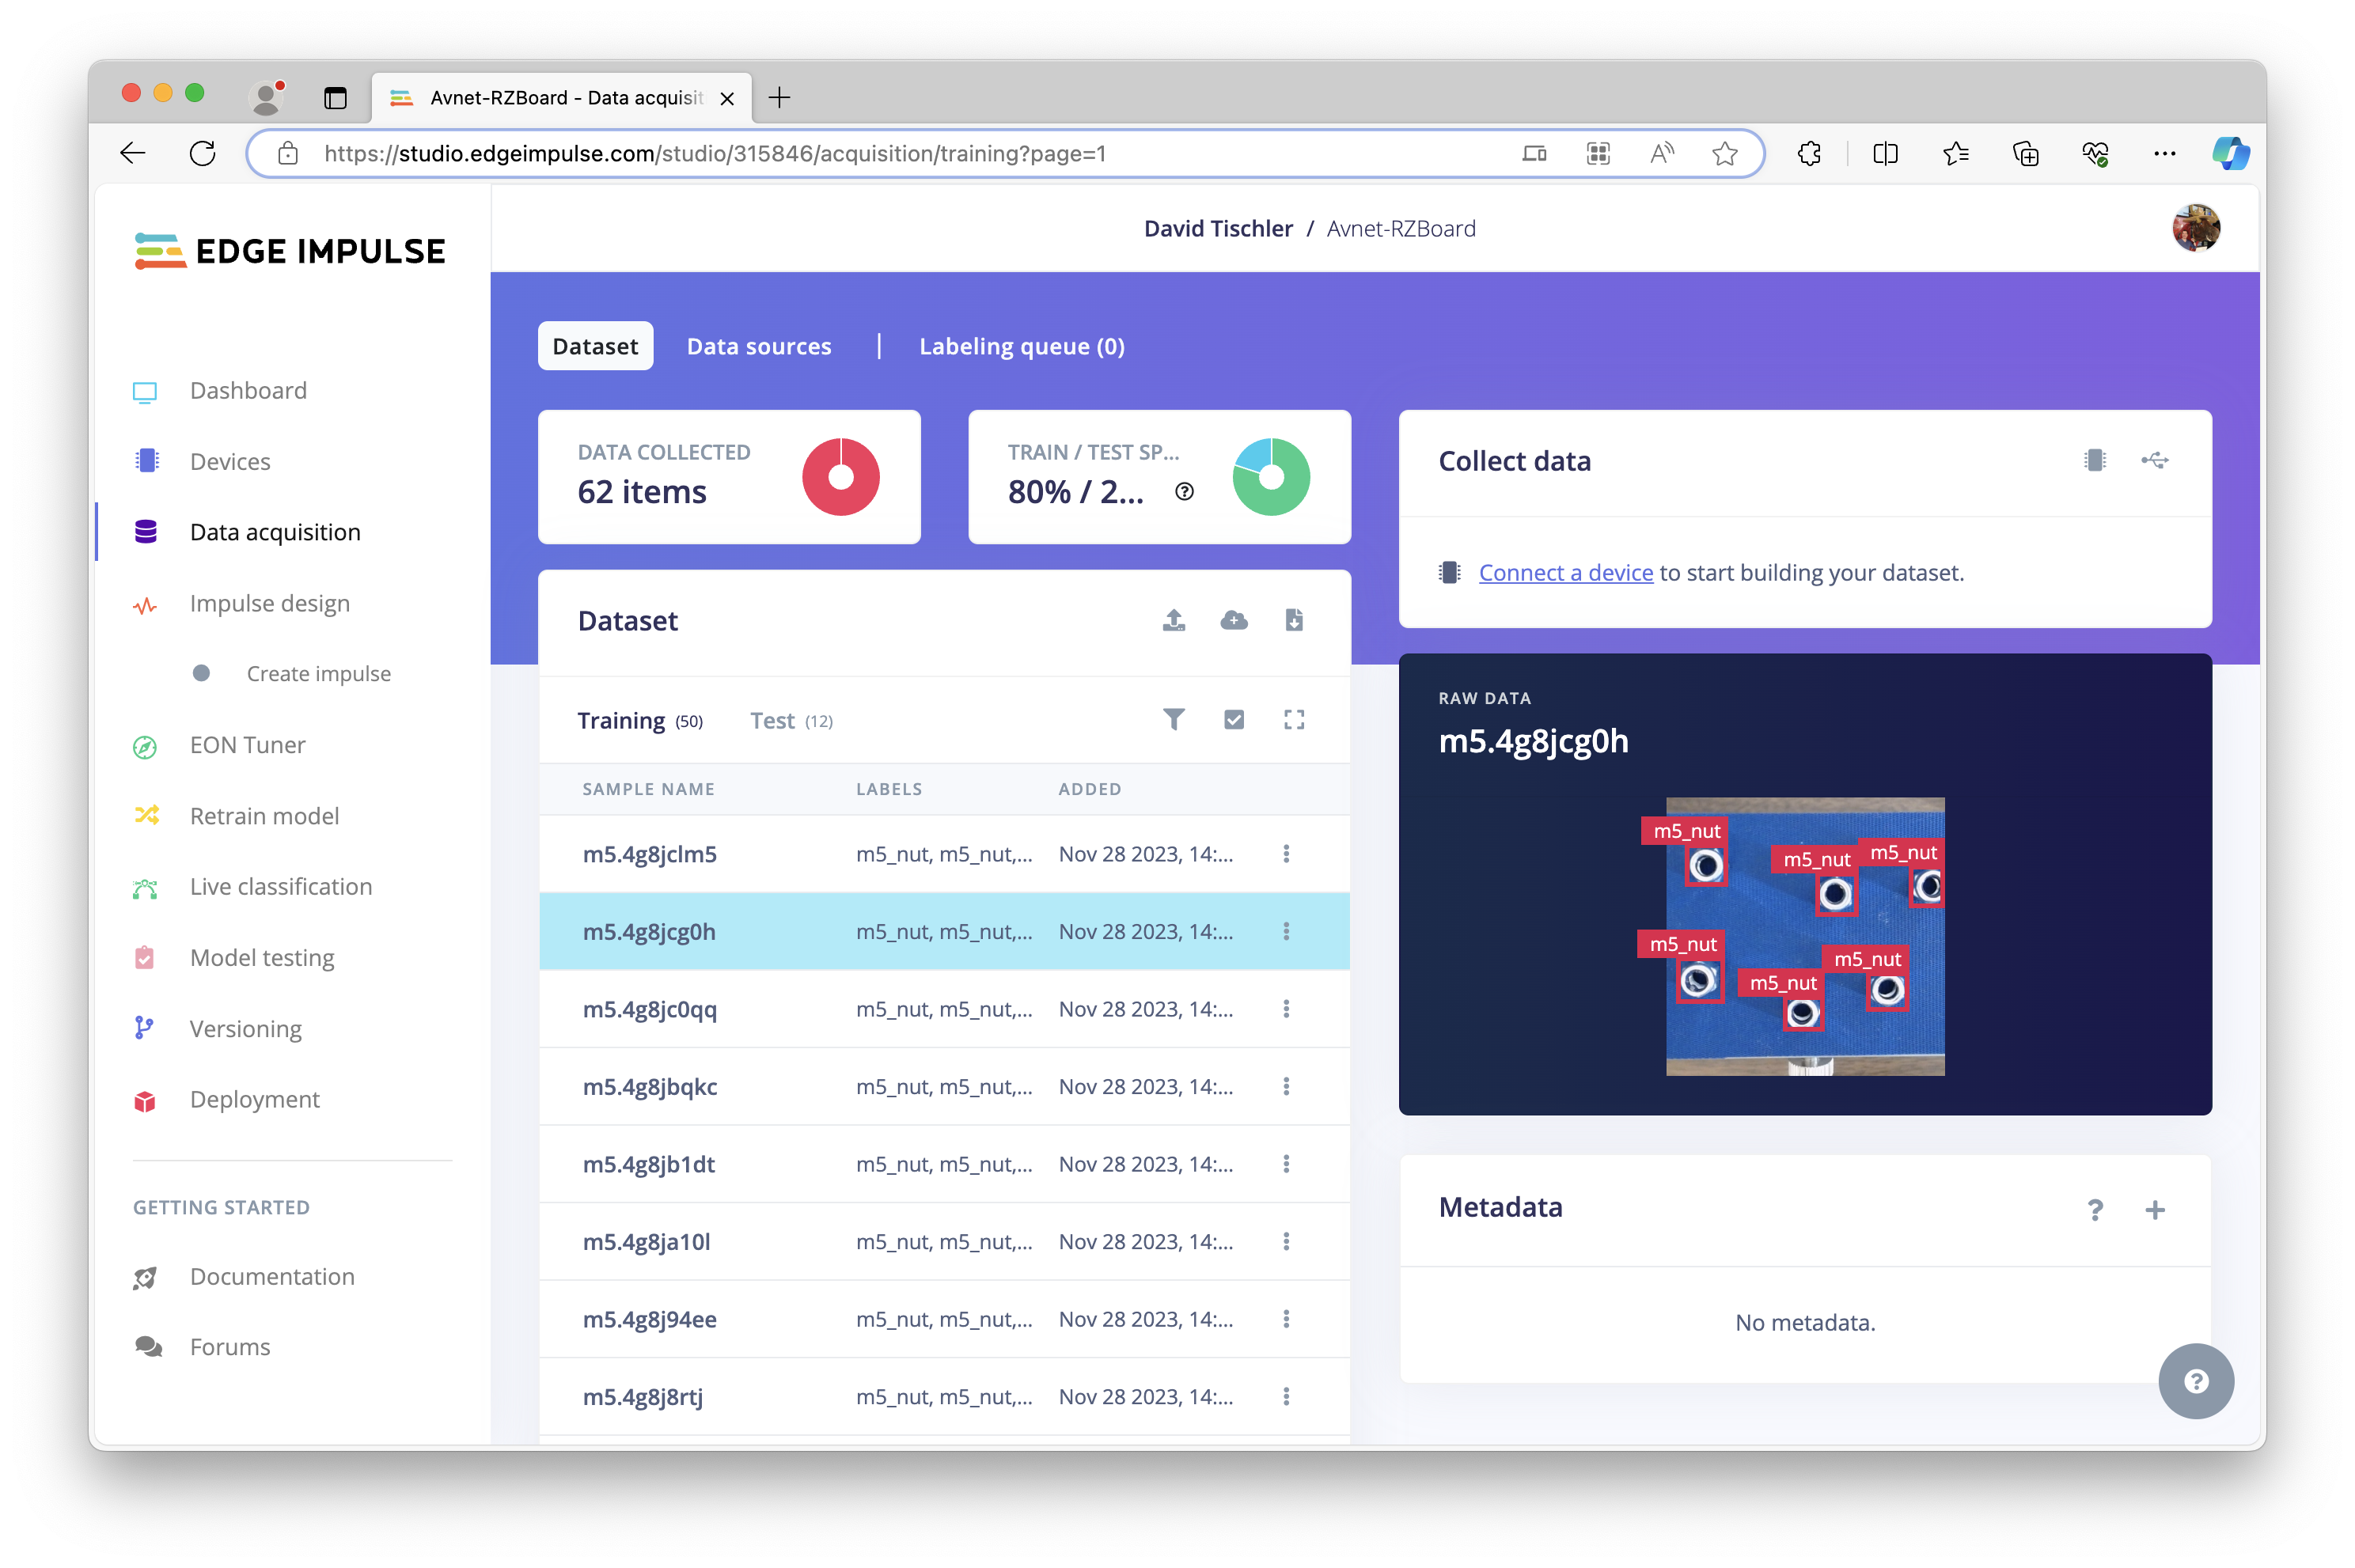 Avnet-RZBoard - Data acquisit
https://studio.edgeimpulse.com/studio/315846/acquisition/training?page=1
EDGE IMPULSE
Dashboard
Devices
Data acquisition
Impulse design
Create impulse
EON Tuner
Retrain model
Live classification
Model testing
Versioning
Deployment
GETTING STARTED
Documentation
Forums
David Tischler / Avnet-RZBoard
Dataset
Data sources
|
Labeling queue (0)
DATA COLLECTED
62 items
TRAIN / TEST SP...
80% / 2...
Dataset
Training (50)
Test (12)
SAMPLE NAME LABELS ADDED
m5.4g8jclm5 m5_nut, m5_nut,... Nov 28 2023, 14:...
m5.4g8jcg0h m5_nut, m5_nut,... Nov 28 2023, 14:...
m5.4g8jc0qq m5_nut, m5_nut,... Nov 28 2023, 14:...
m5.4g8jbqkc m5_nut, m5_nut,... Nov 28 2023, 14:...
m5.4g8jb1dt m5_nut, m5_nut,... Nov 28 2023, 14:...
m5.4g8ja10l m5_nut, m5_nut,... Nov 28 2023, 14:...
m5.4g8j94ee m5_nut, m5_nut,... Nov 28 2023, 14:...
m5.4g8j8rtj m5_nut, m5_nut,... Nov 28 2023, 14:...
Collect data
Connect a device to start building your dataset.
RAW DATA
m5.4g8jcg0h
m5_nut
m5_nut
m5_nut
m5_nut
m5_nut
m5_nut
Metadata
No metadata.